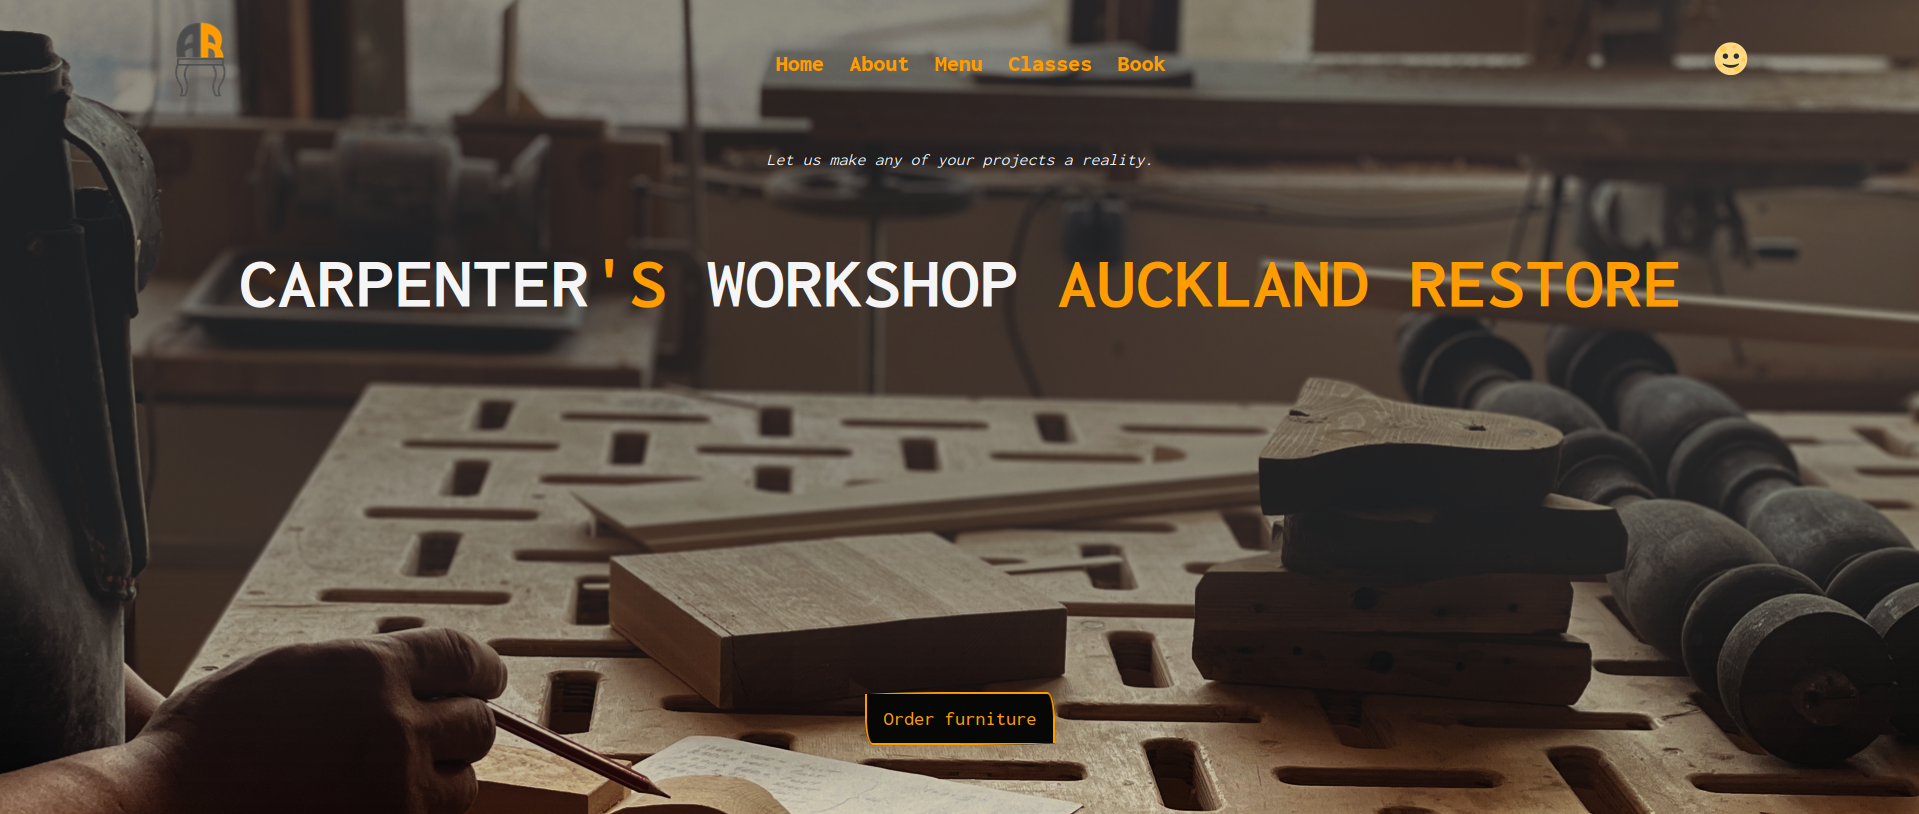 AR
Home About Menu Classes Book
Let us make any of your projects a reality.
CARPENTER'S WORKSHOP AUCKLAND RESTORE
Order furniture